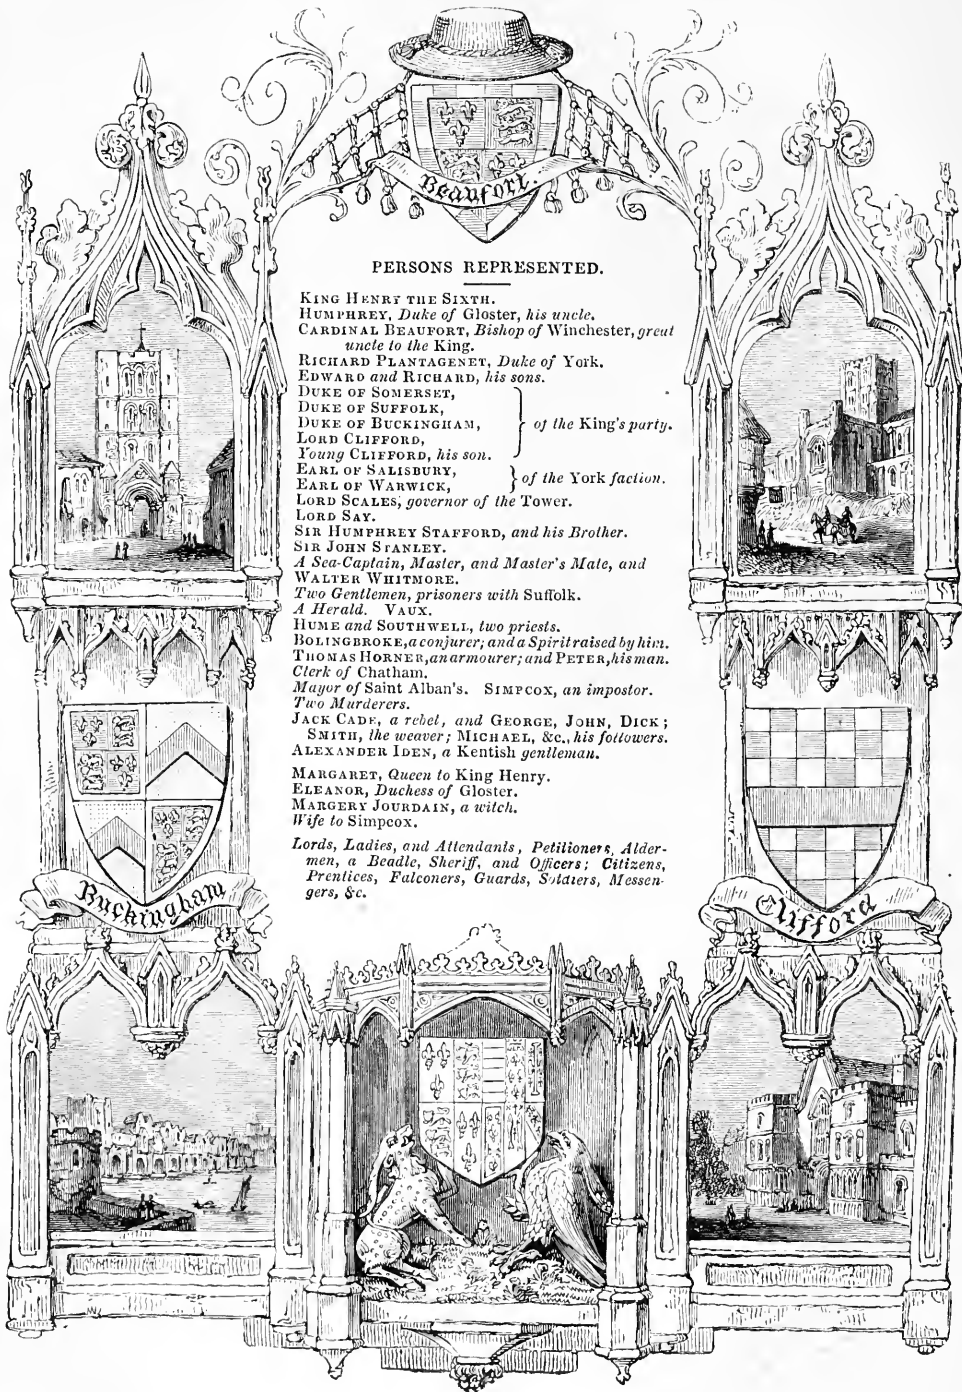 Beaufort
PERSONS REPRESENTED.
KING HENRY THE SIXTH.
HUMPHREY, Duke of Gloster, his uncle.
CARDINAL BEAUFORT, Bishop of Winchester, great
uncle to the King.
RICHARD PLANTAGENET, Duke of York.
EDWARD and RICHARD, his sons.
DUKE OF SOMERSET,
DUKE OF SUFFOLK,
DUKE OF BUCKINGHAM, of the King's party.
LORD CLIFFORD,
Young CLIFFORD, his son.
EARL OF SALISBURY,
EARL OF WARWICK, of the York faction.
LORD SCALES, governor of the Tower.
LORD SAY.
SIR HUMPHREY STAFFORD, and his Brother.
SIR JOHN STANLEY.
A Sea-Captain, Master, and Master's Mate, and
WALTER WHITMORE.
Two Gentlemen, prisoners with Suffolk.
A Herald. VAUX.
HUME and SOUTHWELL, two priests.
BOLINGBROKE, a conjurer; and a Spirit raised by him.
THOMAS HORNER, an armourer; and PETER, his man.
Clerk of Chatham.
Mayor of Saint Alban's. SIMPCOX, an impostor.
Two Murderers.
JACK CADE, a rebel, and GEORGE, JOHN, DICK;
SMITH, the weaver; MICHAEL, &c., his followers.
ALEXANDER IDEN, a Kentish gentleman.
MARGARET, Queen to King Henry.
ELEANOR, Duchess of Gloster.
MARGERY JOURDAIN, a witch.
Wife to Simpcox.
Lords, Ladies, and Attendants, Petitioners, Alder-
men, a Beadle, Sheriff, and Officers; Citizens,
Prentices, Falconers, Guards, Soldiers, Messen-
gers, &c.
Buckingham
Clifford